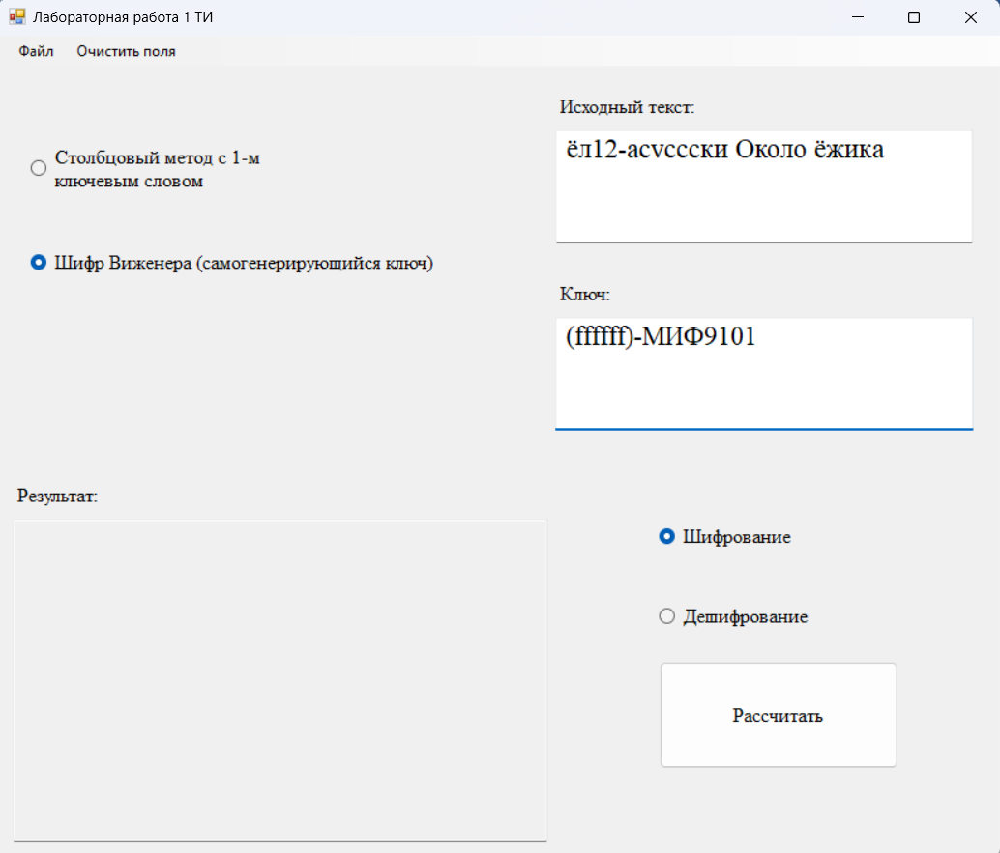 Лабораторная работа 1 ТИ
Файл Очистить поля
Столбцовый метод с 1-м
ключевым словом
Шифр Виженера (самогенерирующийся ключ)
Исходный текст:
ёл12-асvсccки Около ёжика
Ключ:
(ffffff)-МИФ9101
Результат:
Шифрование
Дешифрование
Рассчитать